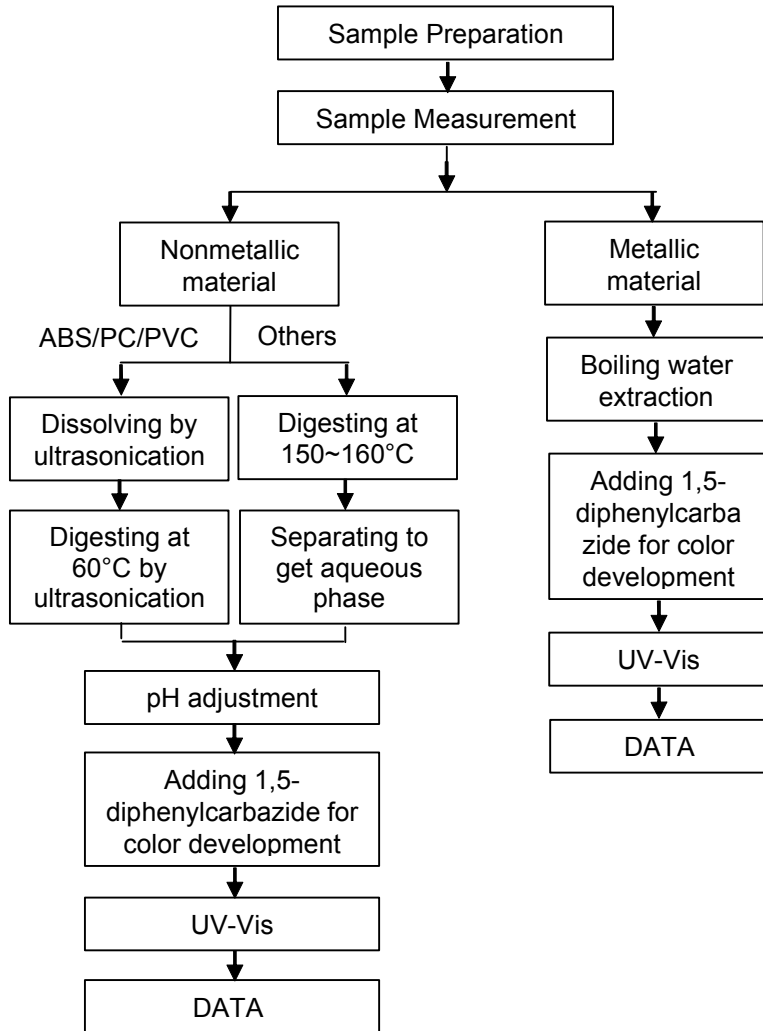 Sample Preparation
Sample Measurement
Nonmetallic
material
Metallic
material
ABS/PC/PVC
Others
Boiling water
extraction
Dissolving by
ultrasonication
Digesting at
150~160°C
Adding 1,5-
diphenylcarba
zide for color
development
Digesting at
60°C by
ultrasonication
Separating to
get aqueous
phase
UV-Vis
pH adjustment
DATA
Adding 1,5-
diphenylcarbazide for
color development
UV-Vis
DATA